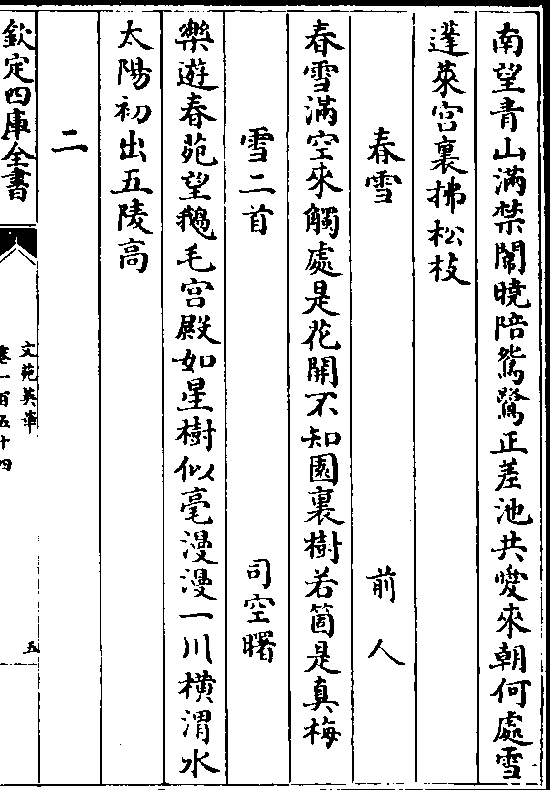 南望青山滿禁闈曉陪鴛鷺正差池共愛來朝何處雪
蓬萊宮裏拂松枝
春雪 前人
春雪滿空來觸處是花開不知園裏樹若箇是真梅
雪二首 司空曙
樂遊春苑望鵝毛宮殿如星樹似毫漫漫一川橫渭水
太陽初出五陵高
二
欽定四庫全書
文苑英華
卷一百五十四
五